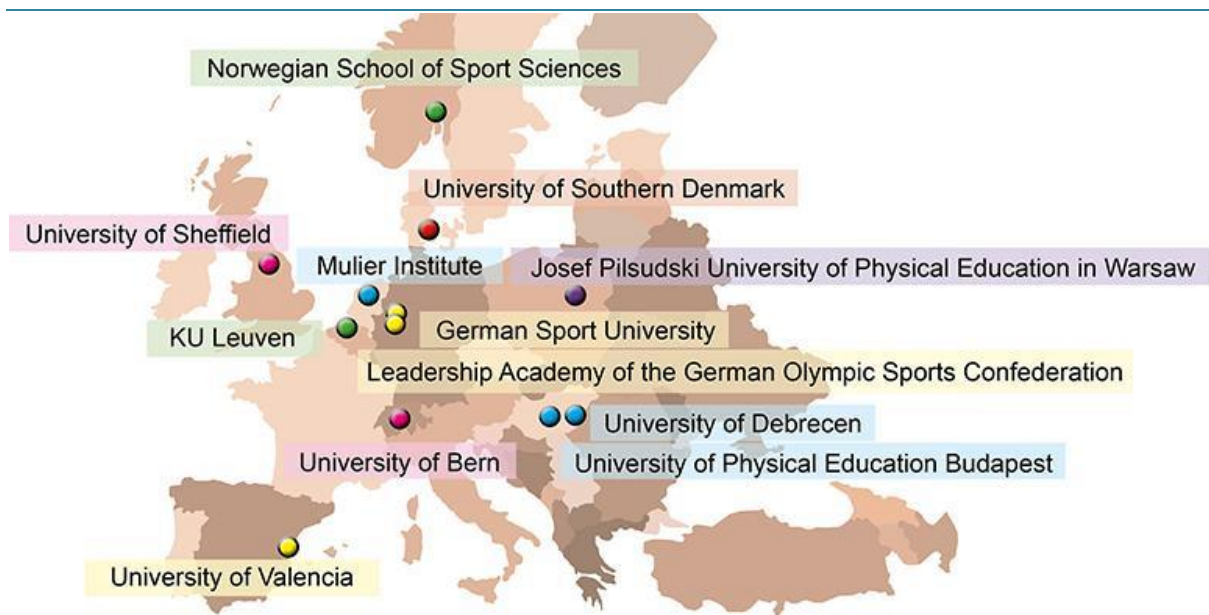 Norwegian School of Sport Sciences
University of Southern Denmark
University of Sheffield
Mulier Institute
Josef Pilsudski University of Physical Education in Warsaw
KU Leuven
German Sport University
Leadership Academy of the German Olympic Sports Confederation
University of Debrecen
University of Bern
University of Physical Education Budapest
University of Valencia